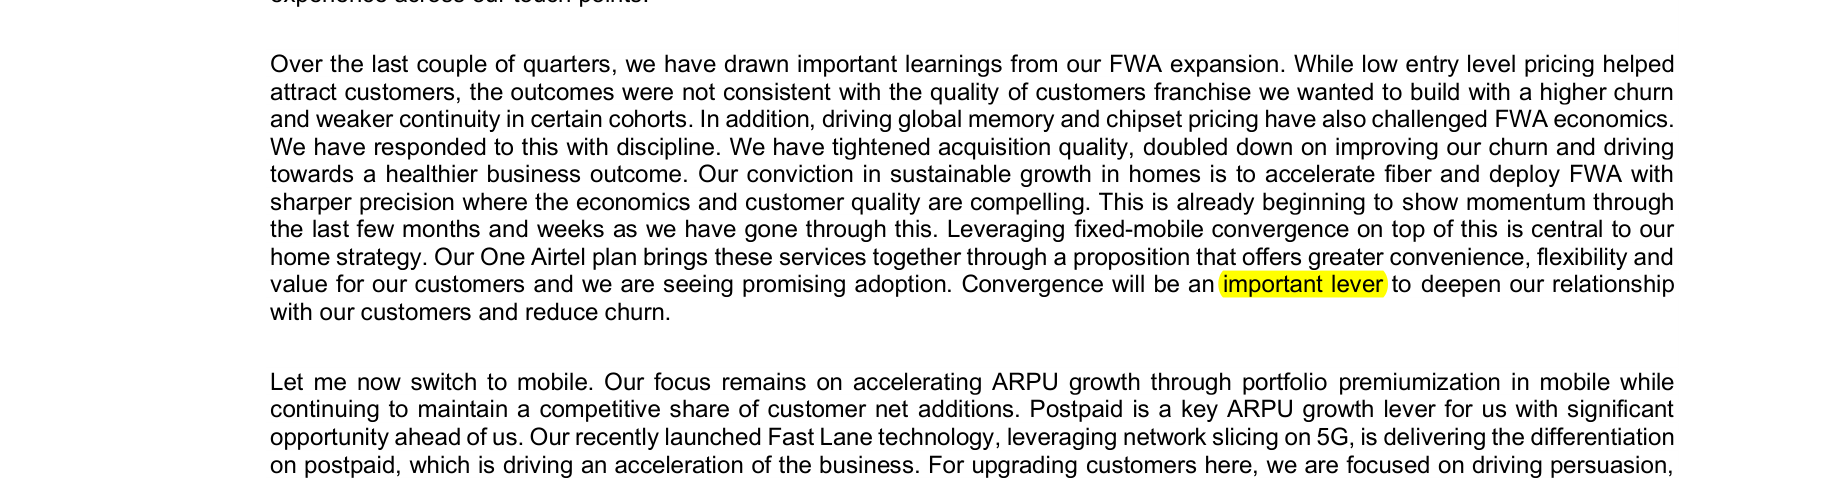 experience across our touch points.
Over the last couple of quarters, we have drawn important learnings from our FWA expansion. While low entry level pricing helped
attract customers, the outcomes were not consistent with the quality of customers franchise we wanted to build with a higher churn
and weaker continuity in certain cohorts. In addition, driving global memory and chipset pricing have also challenged FWA economics.
We have responded to this with discipline. We have tightened acquisition quality, doubled down on improving our churn and driving
towards a healthier business outcome. Our conviction in sustainable growth in homes is to accelerate fiber and deploy FWA with
sharper precision where the economics and customer quality are compelling. This is already beginning to show momentum through
the last few months and weeks as we have gone through this. Leveraging fixed-mobile convergence on top of this is central to our
home strategy. Our One Airtel plan brings these services together through a proposition that offers greater convenience, flexibility and
value for our customers and we are seeing promising adoption. Convergence will be an important lever to deepen our relationship
with our customers and reduce churn.
Let me now switch to mobile. Our focus remains on accelerating ARPU growth through portfolio premiumization in mobile while
continuing to maintain a competitive share of customer net additions. Postpaid is a key ARPU growth lever for us with significant
opportunity ahead of us. Our recently launched Fast Lane technology, leveraging network slicing on 5G, is delivering the differentiation
on postpaid, which is driving an acceleration of the business. For upgrading customers here, we are focused on driving persuasion,